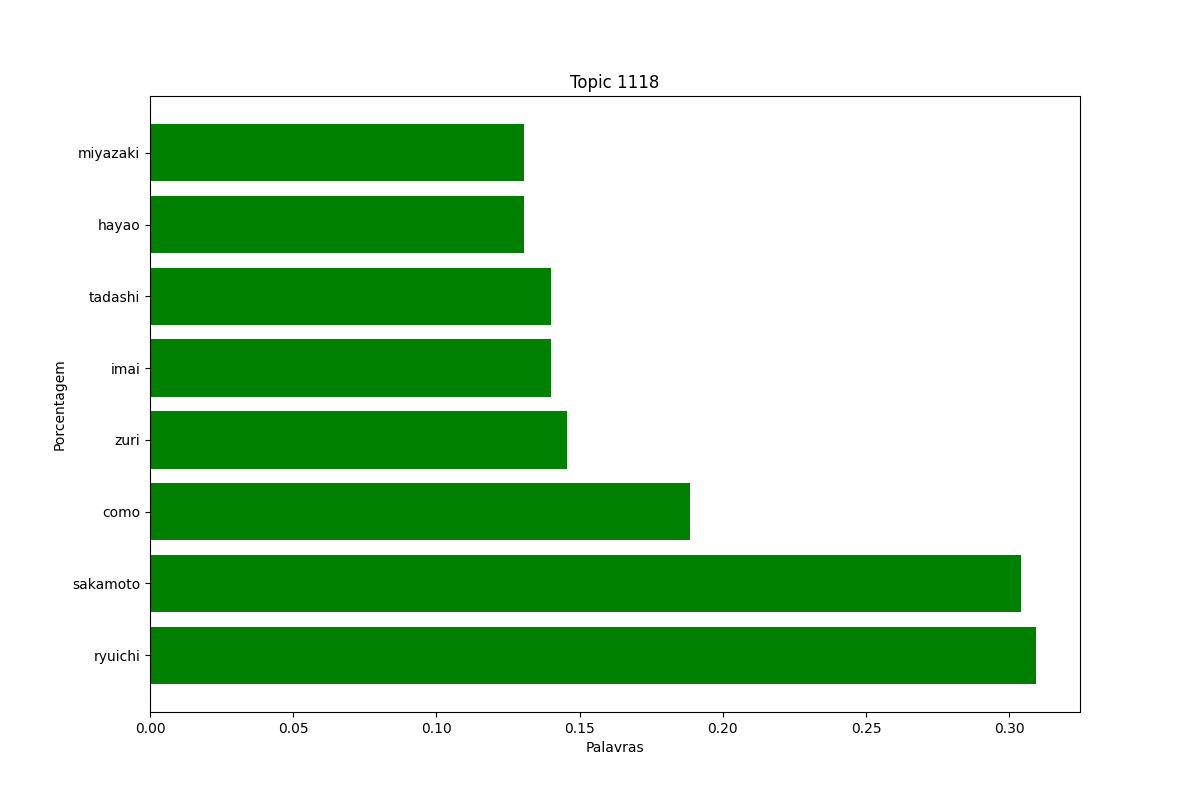 Topic 1118
miyazaki
hayao
tadashi
imai
zuri
como
sakamoto
ryuichi
Porcentagem
0.00 0.05 0.10 0.15 0.20 0.25 0.30
Palavras